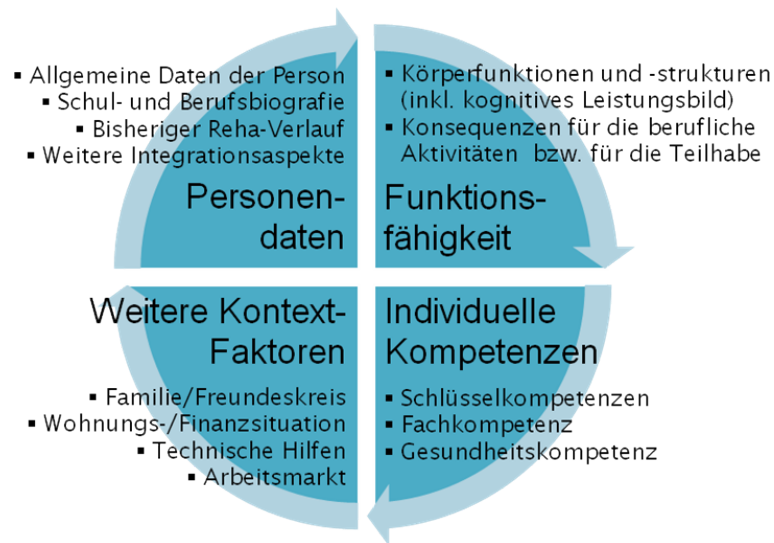 ▪ Allgemeine Daten der Person
▪ Schul- und Berufsbiografie
▪ Bisheriger Reha-Verlauf
▪ Weitere Integrationsaspekte
Personen-
daten
▪ Körperfunktionen und -strukturen
(inkl. kognitives Leistungsbild)
▪ Konsequenzen für die berufliche
Aktivitäten bzw. für die Teilhabe
Funktions-
fähigkeit
Weitere Kontext-
Faktoren
▪ Familie/Freundeskreis
▪ Wohnungs-/Finanzsituation
▪ Technische Hilfen
▪ Arbeitsmarkt
Individuelle
Kompetenzen
▪ Schlüsselkompetenzen
▪ Fachkompetenz
▪ Gesundheitskompetenz